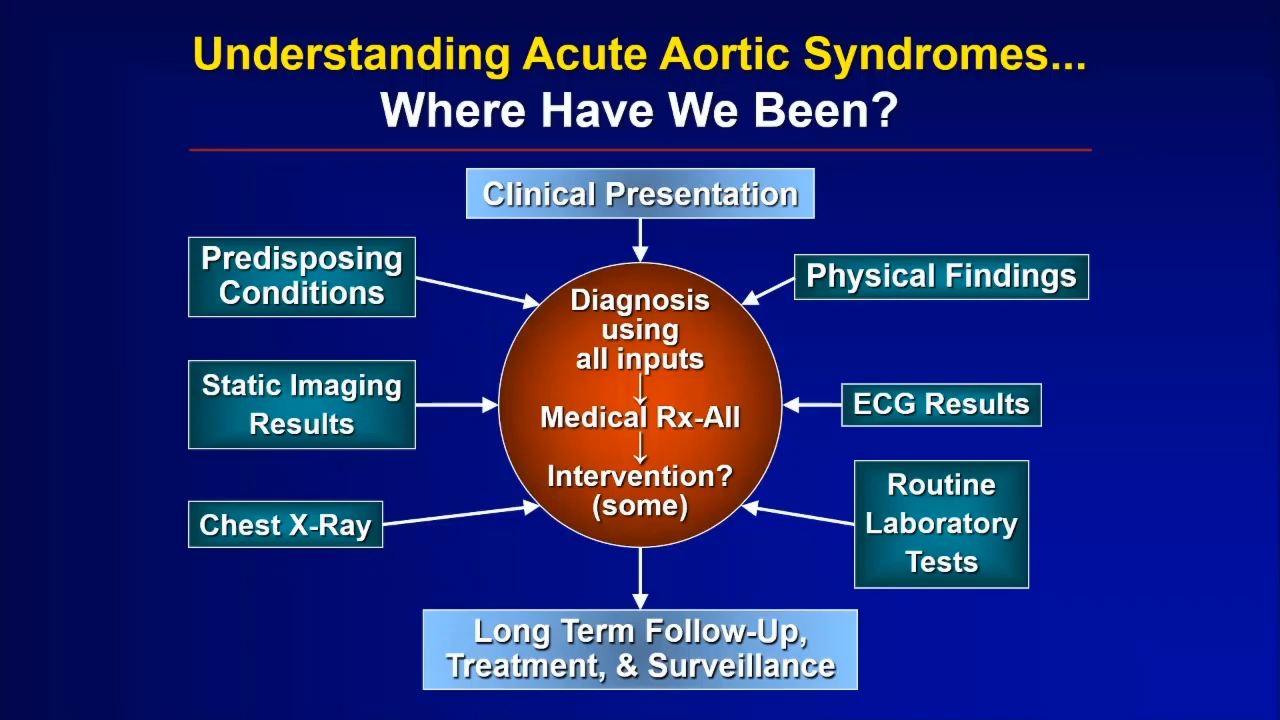 Understanding Acute Aortic Syndromes...
Where Have We Been?
Clinical Presentation
Predisposing
Conditions
Physical Findings
Diagnosis
using
all inputs
Medical Rx-All
Intervention?
(some)
Static Imaging
Results
ECG Results
Chest X-Ray
Routine
Laboratory
Tests
Long Term Follow-Up,
Treatment, & Surveillance